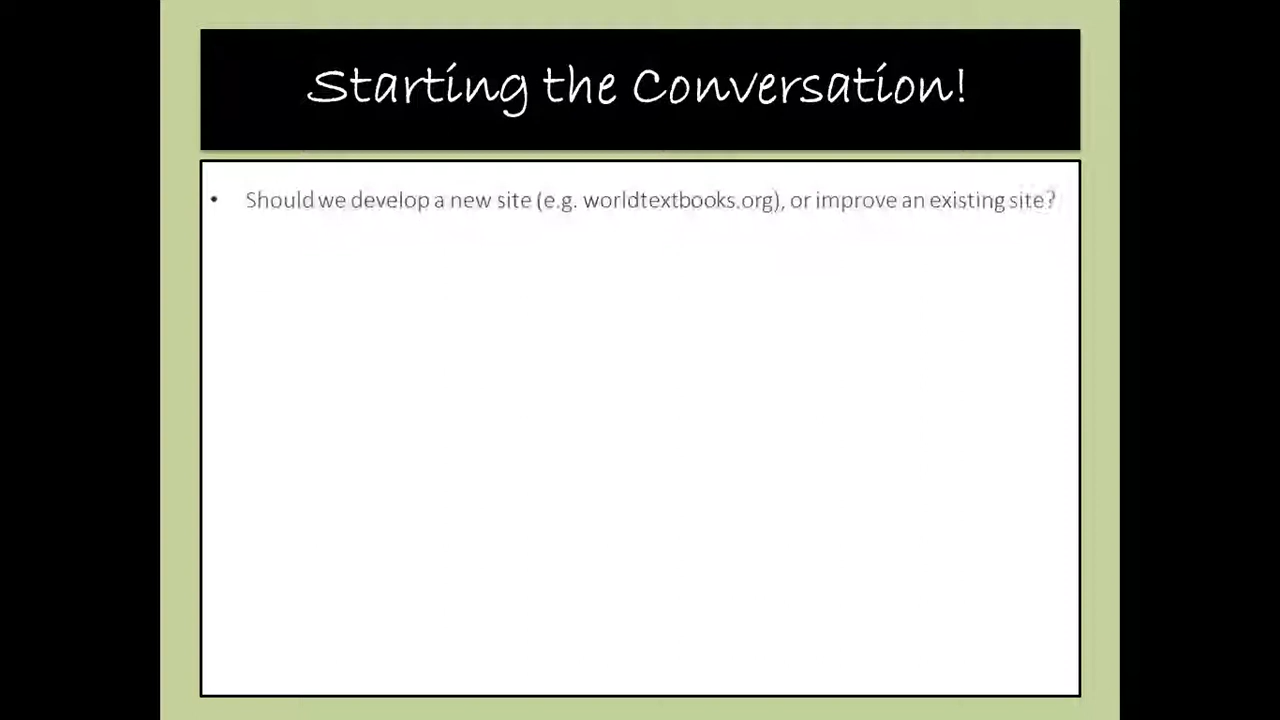 Starting the Conversation!
• Should we develop a new site (e.g. worldtextbooks.org), or improve an existing site?